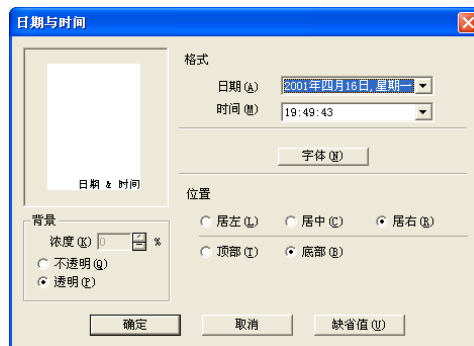 日期与时间
格式
日期(A) 2001年四月16日,星期一
时间(M) 19:49:43
字体(N)
日期 & 时间
位置
居左(L) 居中(C) 居右(R)
顶部(T) 底部(B)
背景
浓度(K) 0 %
不透明(Q)
透明(P)
确定 取消 缺省值(U)